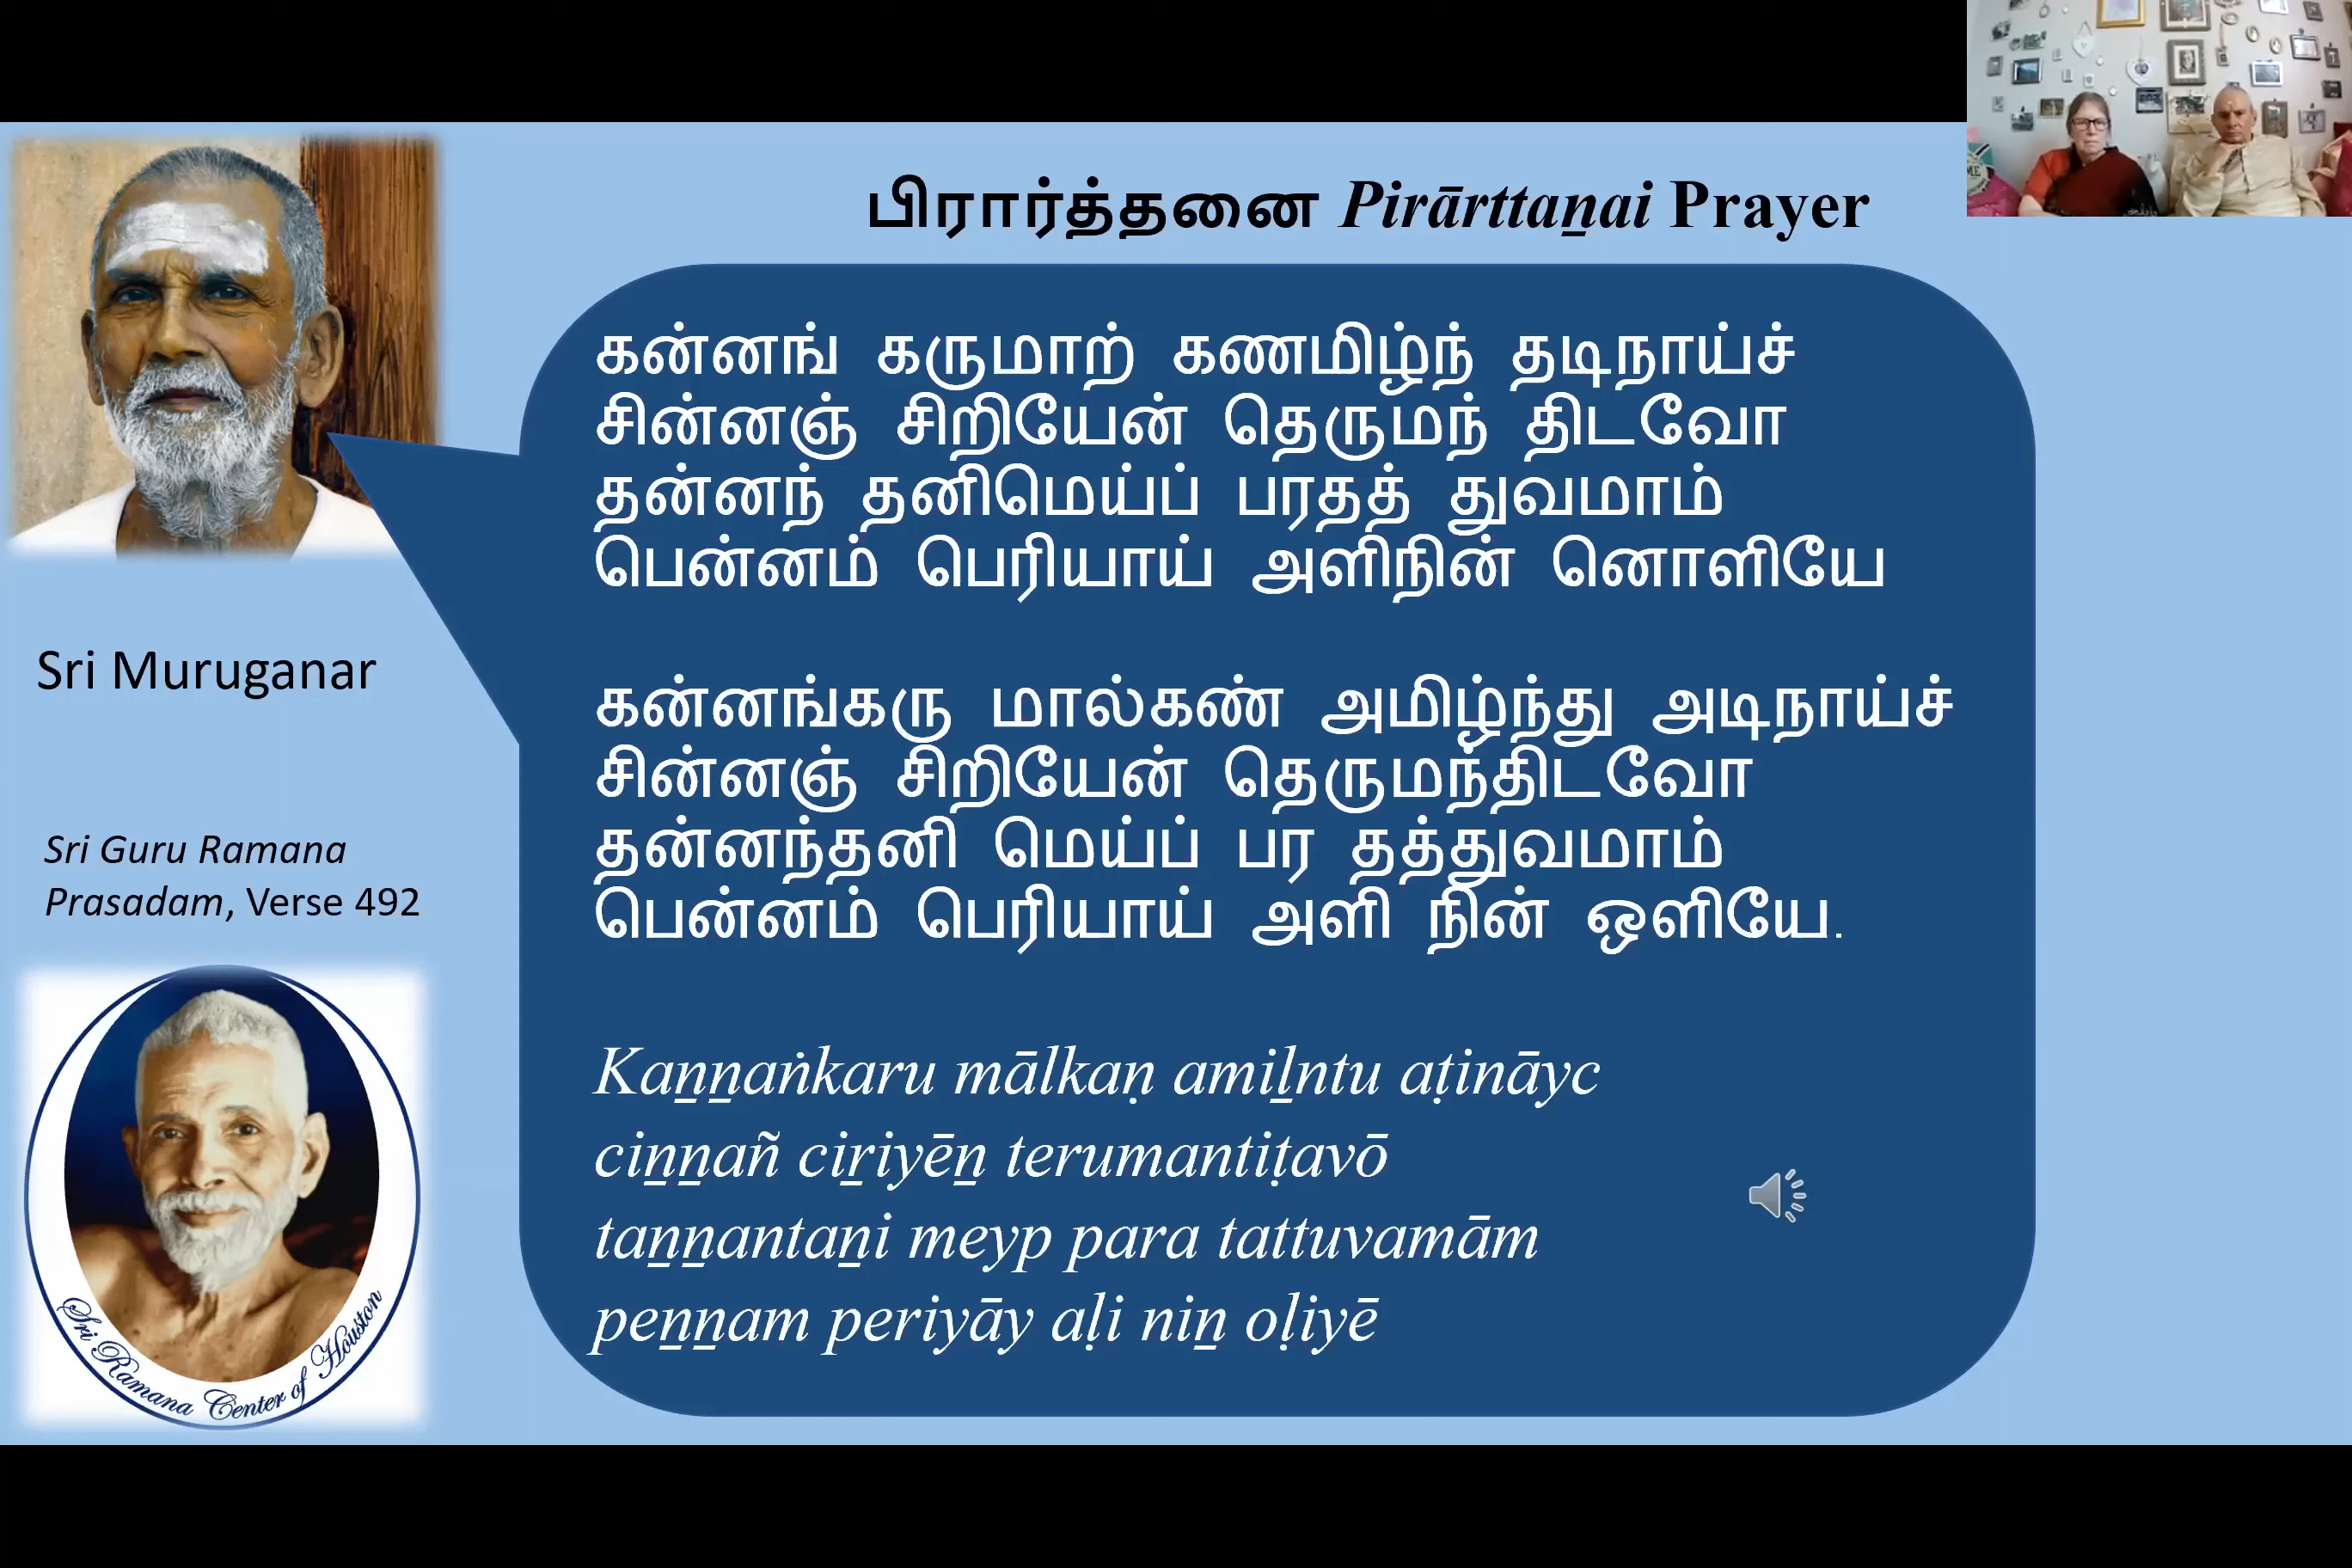 பிரார்த்தனை Pirārttaṉai Prayer
கன்னங் கருமாற் கணமிழ்ந் தடிநாய்ச்
சின்னஞ் சிறியேன் தெருமந் திடவோ
தன்னந் தனிமெய்ப் பரதத் துவமாம்
பென்னம் பெரியாய் அளிநின் னொளியே
கன்னங்கரு மால்கண் அமிழ்ந்து அடிநாய்ச்
சின்னஞ் சிறியேன் தெருமந்திடவோ
தன்னந்தனி மெய்ப் பர தத்துவமாம்
பென்னம் பெரியாய் அளி நின் ஒளியே.
Kaṉṉaṅkaru mālkaṇ amiḻntu aṭināyc
ciṉṉañ ciṟiyēṉ terumantiṭavō
taṉṉantaṉi meyp para tattuvamām
peṉṉam periyāy aḷi niṉ oḷiyē
Sri Muruganar
Sri Guru Ramana
Prasadam, Verse 492
Sri Ramana Center of Houston